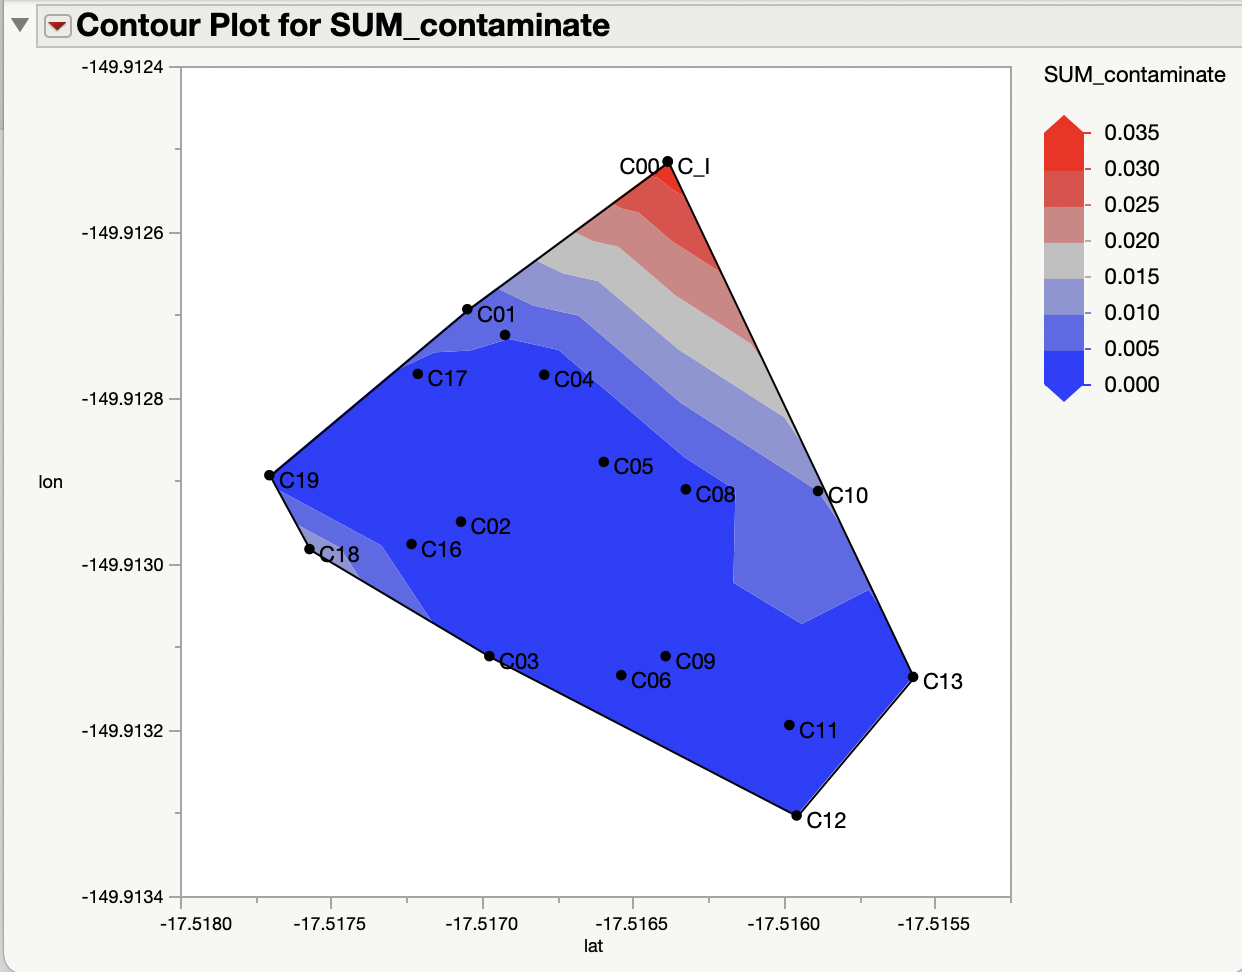 Contour Plot for SUM_contaminate
SUM_contaminate
0.035
0.030
0.025
0.020
0.015
0.010
0.005
0.000
-149.9124
-149.9126
-149.9128
-149.9130
-149.9132
-149.9134
lon
C00 C_I
C01
C17
C04
C19
C05
C08
C10
C02
C16
C18
C03
C09
C06
C13
C11
C12
-17.5180 -17.5175 -17.5170 -17.5165 -17.5160 -17.5155
lat